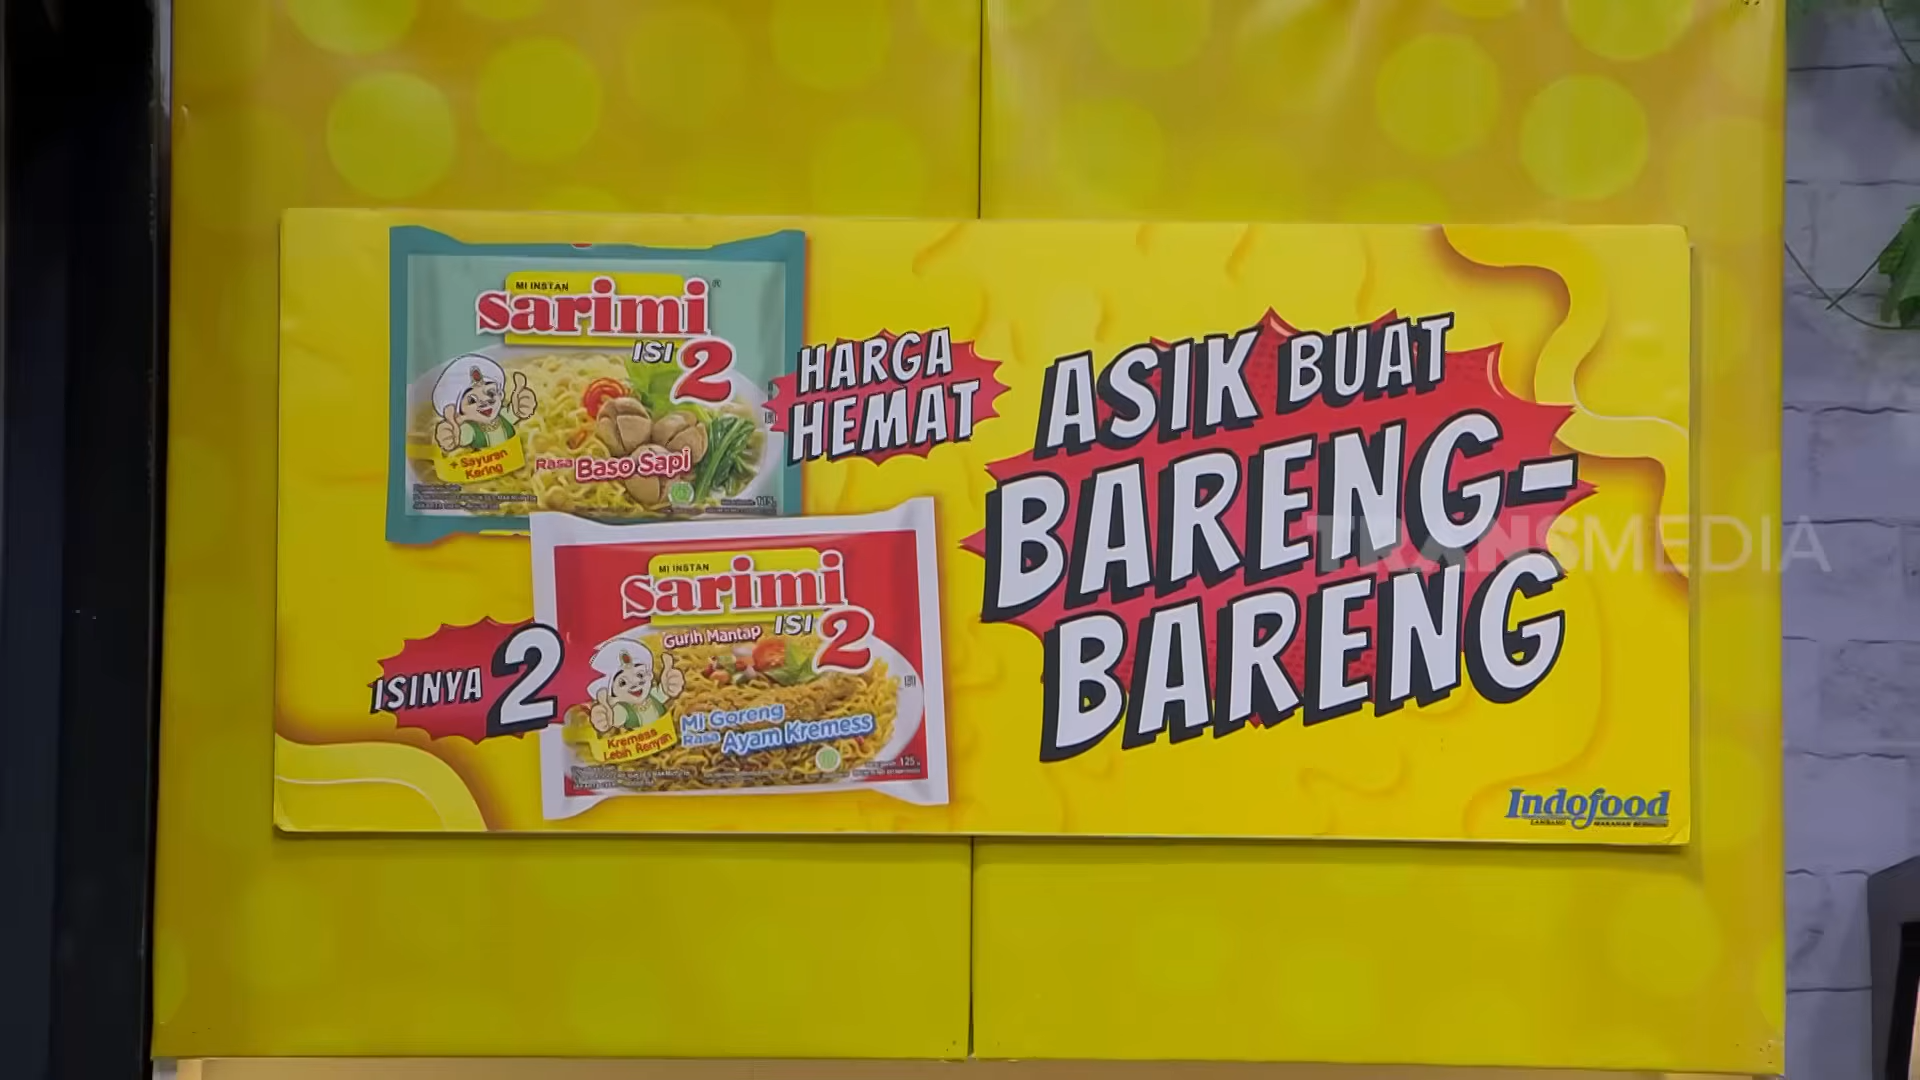 MI INSTAN
sarimi
ISI 2
+ Sayuran
Kering
Rasa Baso Sapi
HARGA
HEMAT
ISINYA 2
MI INSTAN
sarimi
ISI 2
Gurih Mantap
Kremess
Lebih Renyah
Mi Goreng
Rasa Ayam Kremess
125
ASIK BUAT
BARENG-
BARENG
TRANSMEDIA
Indofood